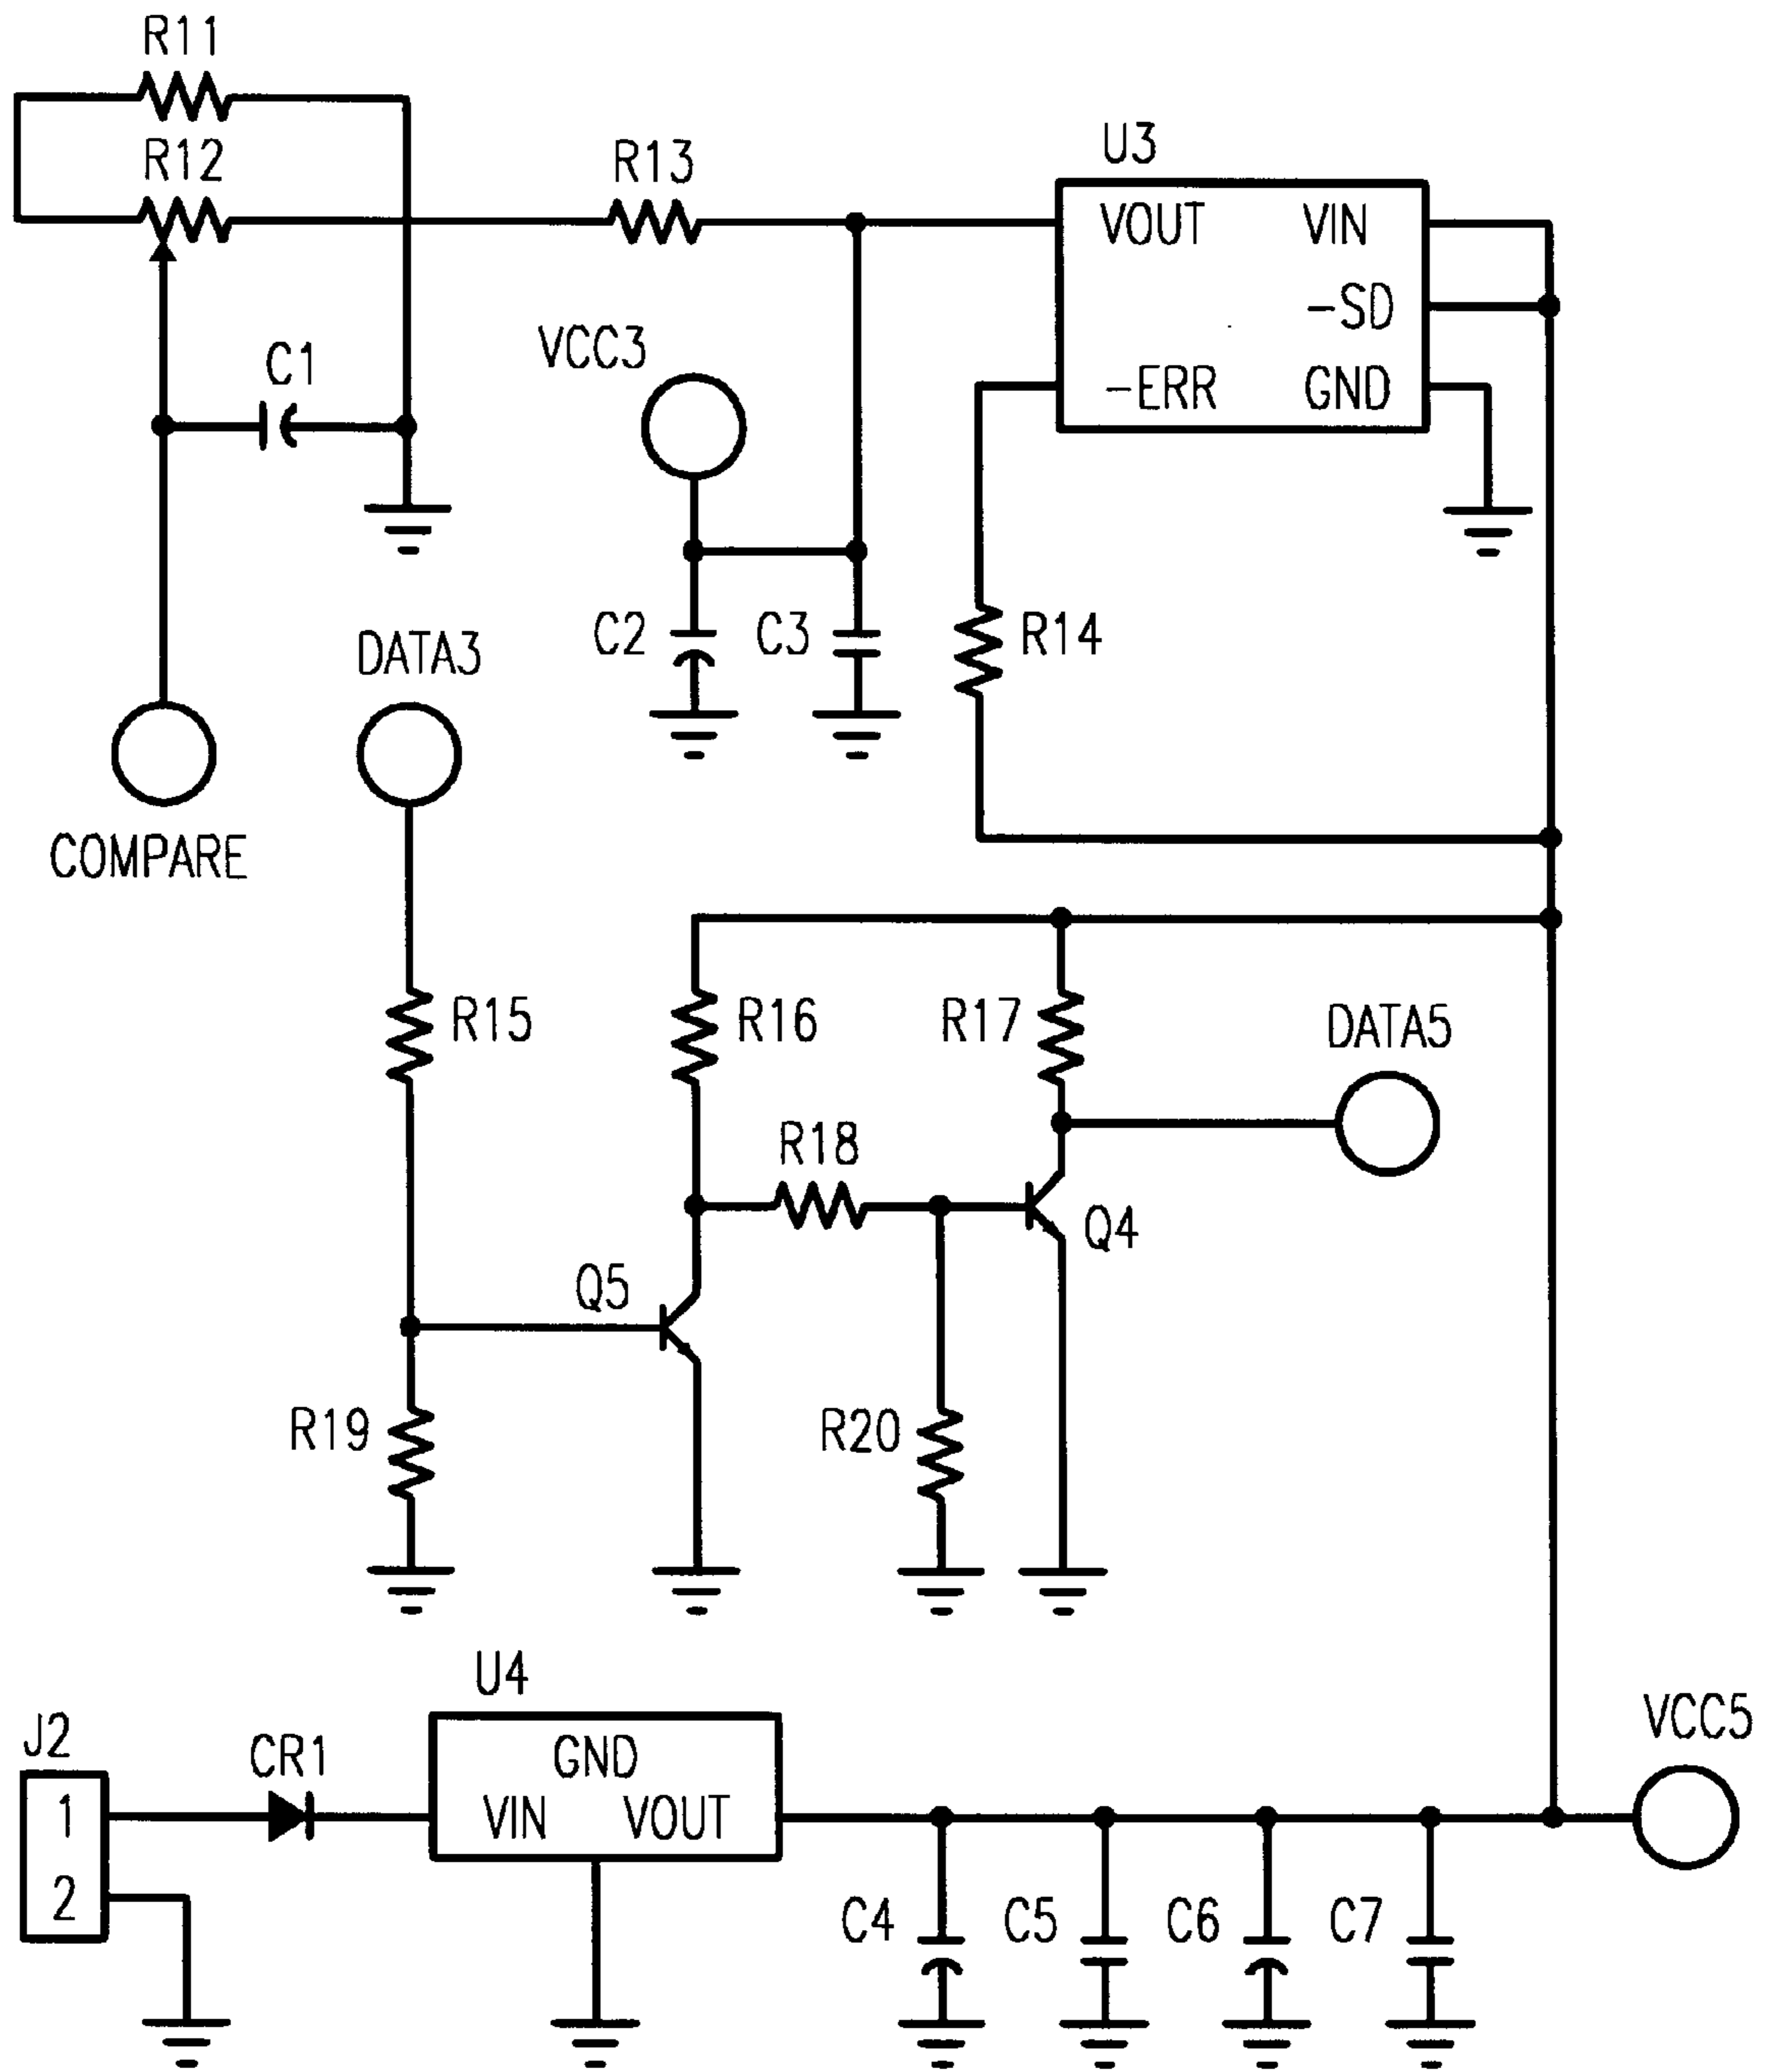 R11
R12
R13
U3
VOUT VIN
-SD
-ERR GND
VCC3
C1
C2
C3
R14
DATA3
COMPARE
R15
R16
R17
DATA5
R18
Q4
Q5
R19
R20
U4
GND
VIN VOUT
J2
1
2
CR1
VCC5
C4
C5
C6
C7